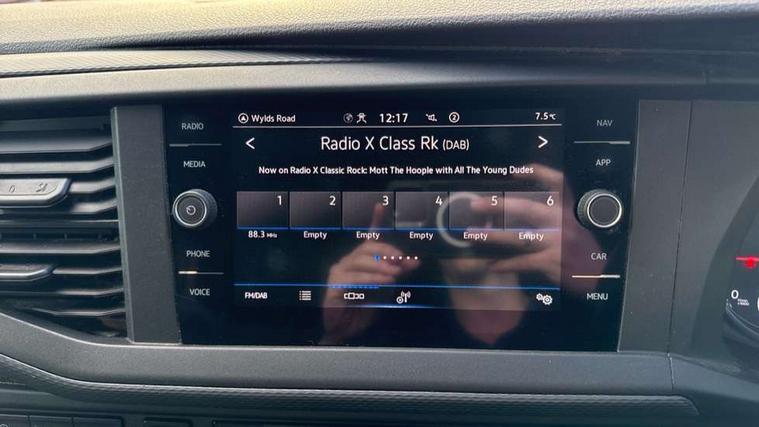 RADIO
MEDIA
PHONE
VOICE
Wylds Road 12:17 2 7.5°C
< Radio X Class Rk (DAB) >
Now on Radio X Classic Rock: Mott The Hoople with All The Young Dudes
1 2 3 4 5 6
88.3 MHz Empty Empty Empty Empty Empty
FM/DAB
NAV
APP
CAR
MENU
0